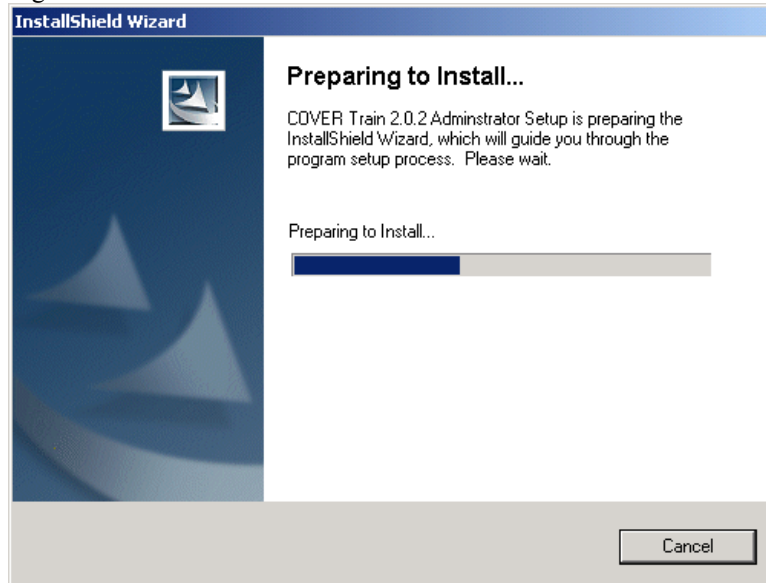 InstallShield Wizard
Preparing to Install...
COVER Train 2.0.2 Adminstrator Setup is preparing the
InstallShield Wizard, which will guide you through the
program setup process. Please wait.
Preparing to Install...
Cancel